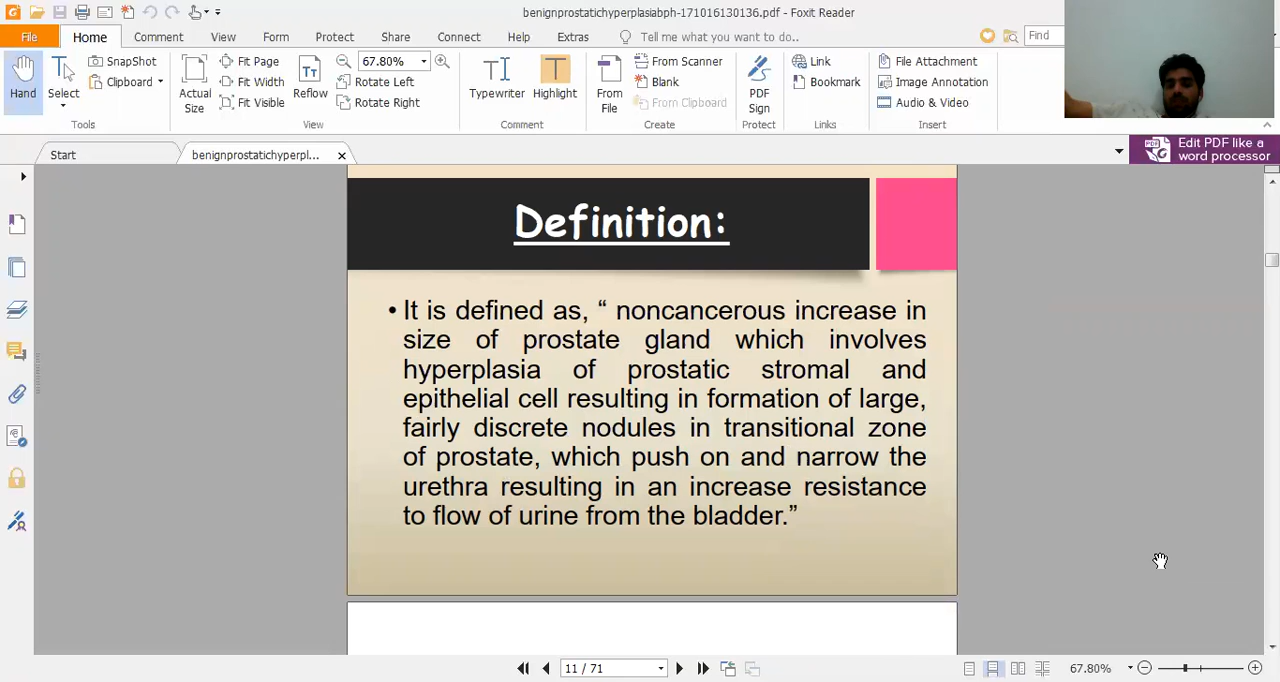 benignprostatichyperplasiabph-171016130136.pdf - Foxit Reader
File Home Comment View Form Protect Share Connect Help Extras Tell me what you want to do.. Find
Hand
Select
SnapShot
Clipboard
Tools
Actual
Size
Fit Page
Fit Width
Fit Visible
Reflow
67.80%
Rotate Left
Rotate Right
View
Typewriter
Highlight
Comment
From
File
From Scanner
Blank
From Clipboard
Create
PDF
Sign
Protect
Link
Bookmark
Links
File Attachment
Image Annotation
Audio & Video
Insert
Start
benignprostatichyperpl...
Edit PDF like a
word processor
Definition:
• It is defined as, “ noncancerous increase in
size of prostate gland which involves
hyperplasia of prostatic stromal and
epithelial cell resulting in formation of large,
fairly discrete nodules in transitional zone
of prostate, which push on and narrow the
urethra resulting in an increase resistance
to flow of urine from the bladder.”
11 / 71
67.80%